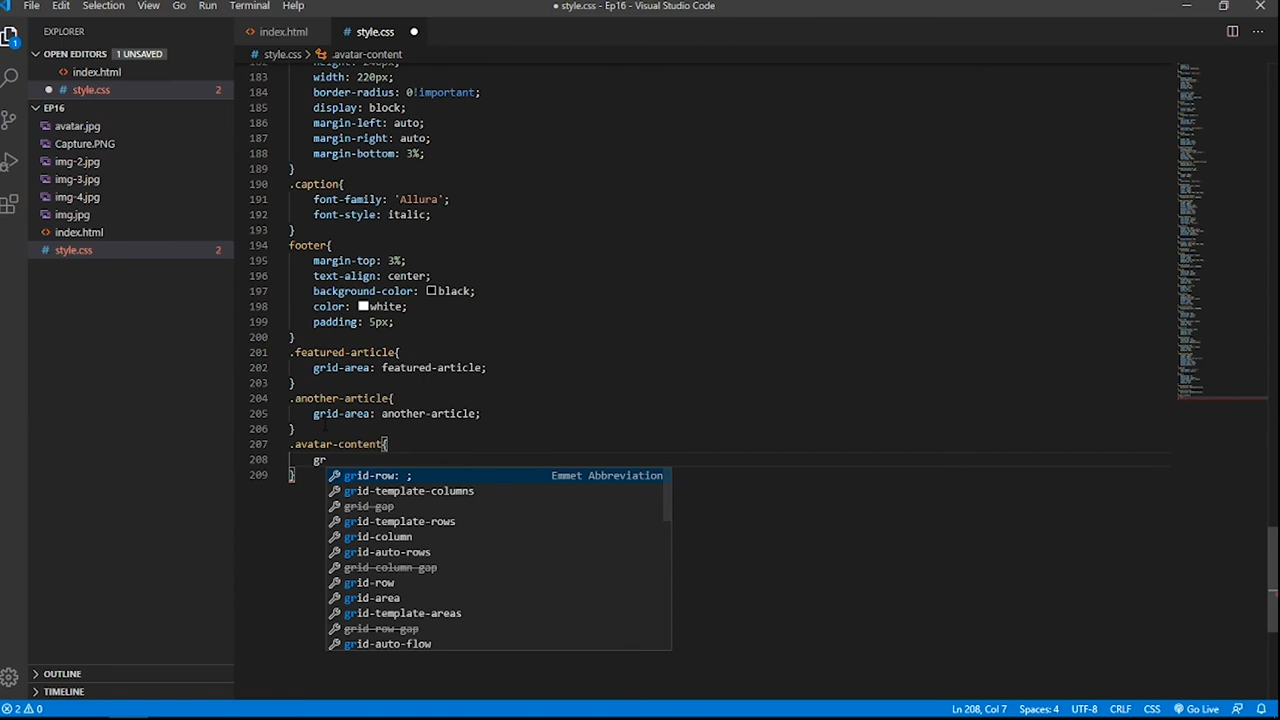 File Edit Selection View Go Run Terminal Help
● style.css - Ep16 - Visual Studio Code
EXPLORER
index.html
style.css ●
OPEN EDITORS 1 UNSAVED
# style.css > .avatar-content
index.html
● # style.css 2
EP16
avatar.jpg
Capture.PNG
img-2.jpg
img-3.jpg
img-4.jpg
img.jpg
index.html
# style.css 2
183 width: 220px;
184 border-radius: 0!important;
185 display: block;
186 margin-left: auto;
187 margin-right: auto;
188 margin-bottom: 3%;
189 }
190 .caption{
191 font-family: 'Allura';
192 font-style: italic;
193 }
194 footer{
195 margin-top: 3%;
196 text-align: center;
197 background-color: black;
198 color: white;
199 padding: 5px;
200 }
201 .featured-article{
202 grid-area: featured-article;
203 }
204 .another-article{
205 grid-area: another-article;
206 }
207 .avatar-content{
208 gr
209 }
grid-row: ; Emmet Abbreviation
grid-template-columns
grid-gap
grid-template-rows
grid-column
grid-auto-rows
grid-column-gap
grid-row
grid-area
grid-template-areas
grid-row-gap
grid-auto-flow
OUTLINE
TIMELINE
2 0
Ln 208, Col 7 Spaces: 4 UTF-8 CRLF CSS Go Live